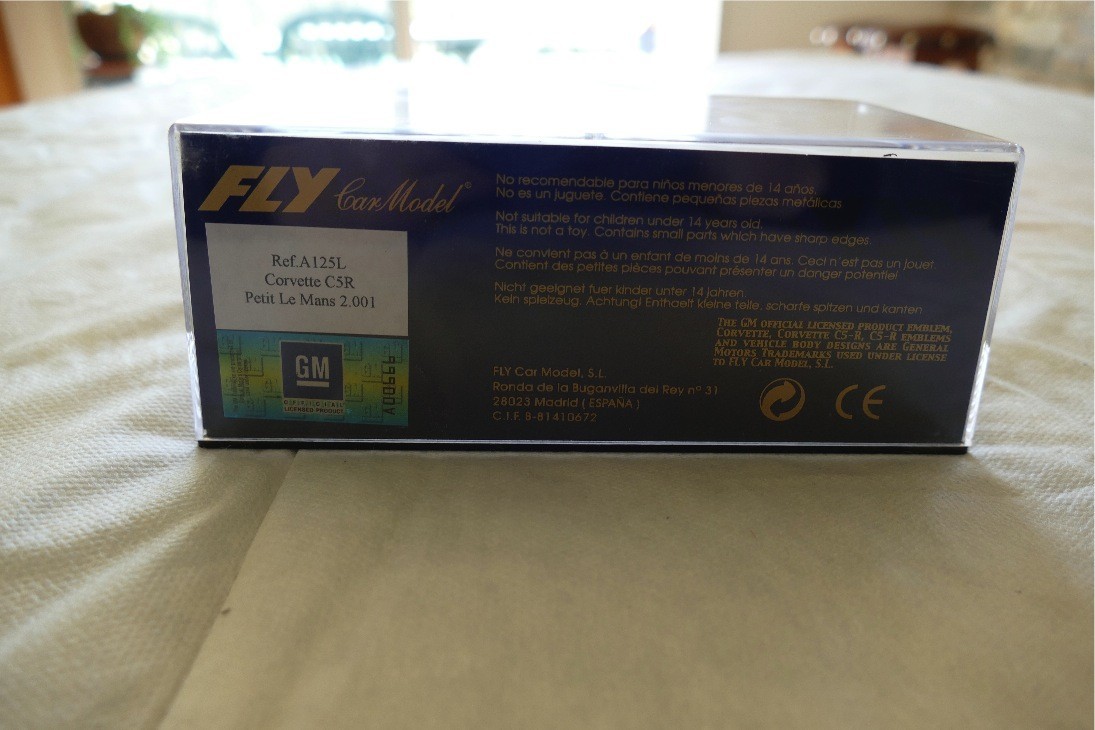 FLY Car Model©
Ref.A125L
Corvette C5R
Petit Le Mans 2.001
GM
OFFICIAL
LICENSED PRODUCT
No recomendable para niños menores de 14 años.
No es un juguete. Contiene pequeñas piezas metálicas
Not suitable for children under 14 years old.
This is not a toy. Contains small parts which have sharp edges.
Ne convient pas à un enfant de moins de 14 ans. Ceci n'est pas un jouet.
Contient des petites pièces pouvant présenter un danger potentiel
Nicht geeignet fuer kinder unter 14 jahren.
Kein spielzeug. Achtung! Enthaelt kleine teile, scharte spitzen und kanten
THE GM OFFICIAL LICENSED PRODUCT EMBLEM,
CORVETTE, CORVETTE C5-R, C5-R EMBLEMS
AND VEHICLE BODY DESIGNS ARE GENERAL
MOTORS TRADEMARKS USED UNDER LICENSE
TO FLY CAR MODEL, S.L.
FLY Car Model, S.L.
Ronda de la Buganvilla del Rey nº 31
28023 Madrid ( ESPAÑA )
C.I.F. B-81410672
CE